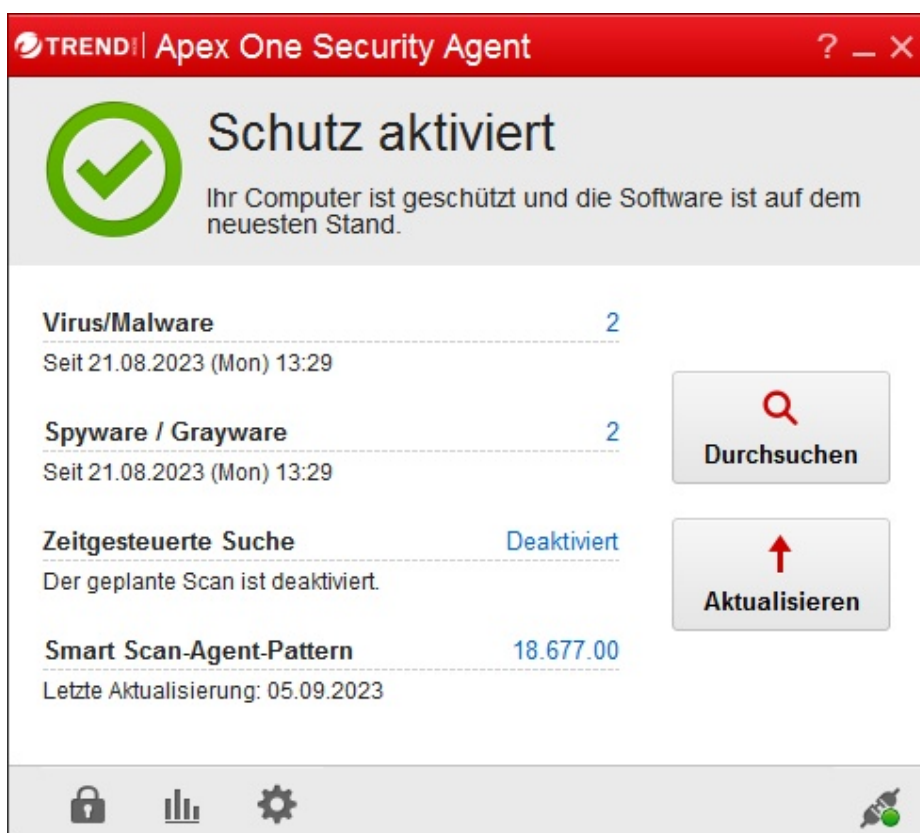 TREND MICRO Apex One Security Agent ?
Schutz aktiviert
Ihr Computer ist geschützt und die Software ist auf dem
neuesten Stand.
Virus/Malware 2
Seit 21.08.2023 (Mon) 13:29
Spyware / Grayware 2
Seit 21.08.2023 (Mon) 13:29
Durchsuchen
Zeitgesteuerte Suche Deaktiviert
Der geplante Scan ist deaktiviert.
Aktualisieren
Smart Scan-Agent-Pattern 18.677.00
Letzte Aktualisierung: 05.09.2023